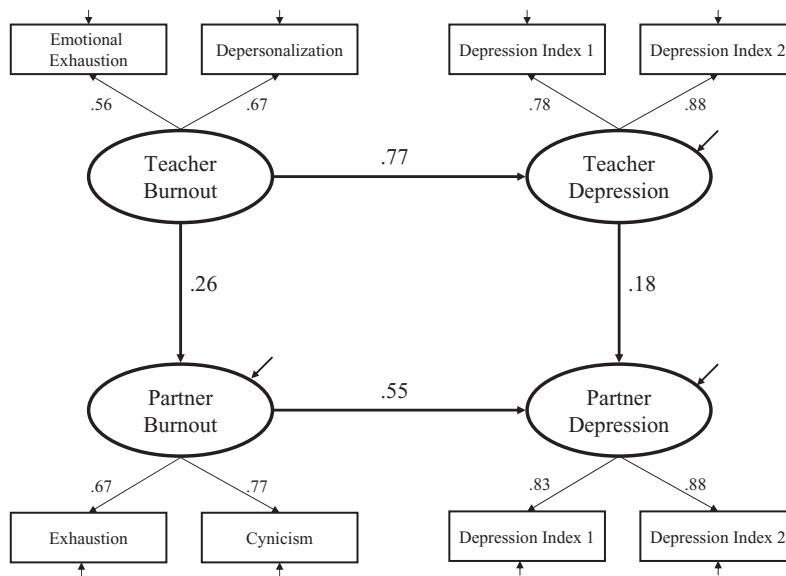 Emotional
Exhaustion
Depersonalization
Depression Index 1
Depression Index 2
.56
.67
.78
.88
Teacher
Burnout
.77
Teacher
Depression
.26
.18
Partner
Burnout
.55
Partner
Depression
.67
.77
.83
.88
Exhaustion
Cynicism
Depression Index 1
Depression Index 2